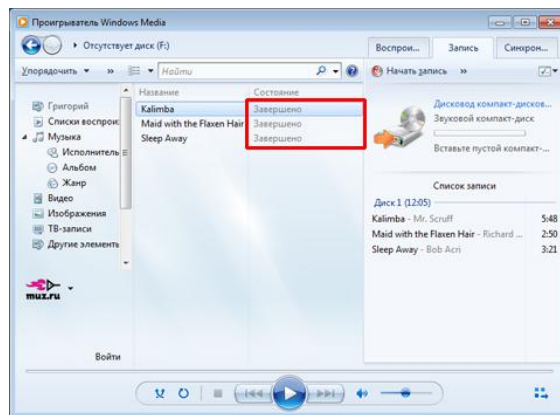 Проигрыватель Windows Media
Отсутствует диск (F:)
Воспрои...
Запись
Синхрон...
Упорядочить
»
Найти
Начать запись
»
Название
Состояние
Григорий
Списки воспрои
Музыка
Исполнитель
Альбом
Жанр
Видео
Изображения
ТВ-записи
Другие элементы
Kalimba
Завершено
Maid with the Flaxen Hair
Завершено
Sleep Away
Завершено
Дисковод компакт-дисков...
Звуковой компакт-диск
Вставьте пустой компакт-...
Список записи
Диск 1 (12:05)
Kalimba - Mr. Scruff 5:48
Maid with the Flaxen Hair - Richard ... 2:50
Sleep Away - Bob Acri 3:21
muz.ru
Войти